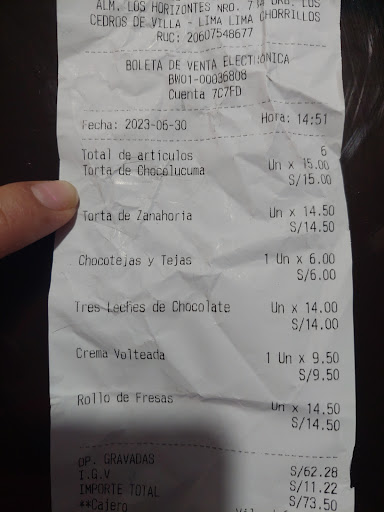 ALM. LOS HORIZONTES NRO. 7 LOS
CEDROS DE VILLA - LIMA LIMA CHORRILLOS
RUC: 20607548677
BOLETA DE VENTA ELECTRONICA
BW01-00036808
Cuenta 7C7FD
Fecha: 2023-06-30 Hora: 14:51
Total de articulos 6
Torta de Chocolucuma Un x 15.00
S/15.00
Torta de Zanahoria Un x 14.50
S/14.50
Chocotejas y Tejas 1 Un x 6.00
S/6.00
Tres Leches de Chocolate Un x 14.00
S/14.00
Crema Volteada 1 Un x 9.50
S/9.50
Rollo de Fresas Un x 14.50
S/14.50
OP. GRAVADAS S/62.28
I.G.V S/11.22
IMPORTE TOTAL S/73.50
**Cajero